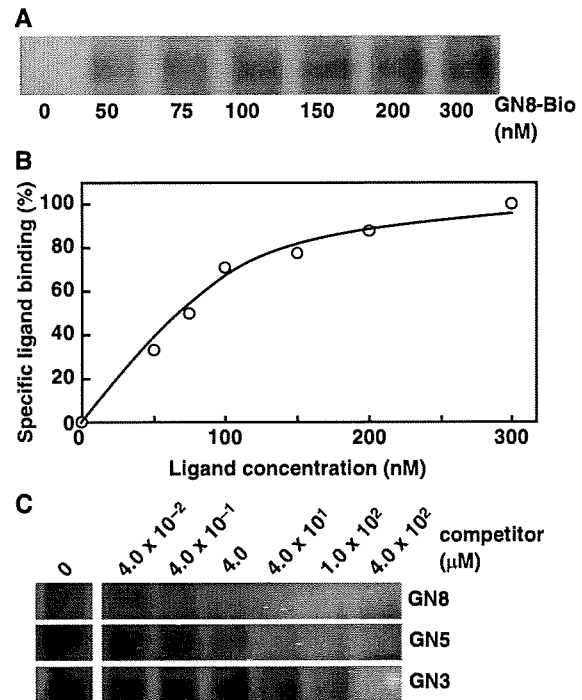 A
0 50 75 100 150 200 300 GN8-Bio
(nM)
B
Specific ligand binding (%)
100
80
60
40
20
0
0 100 200 300
Ligand concentration (nM)
C
0 4.0 x 10⁻² 4.0 x 10⁻¹ 4.0 4.0 x 10¹ 1.0 x 10² 4.0 x 10² competitor
(μM)
GN8
GN5
GN3